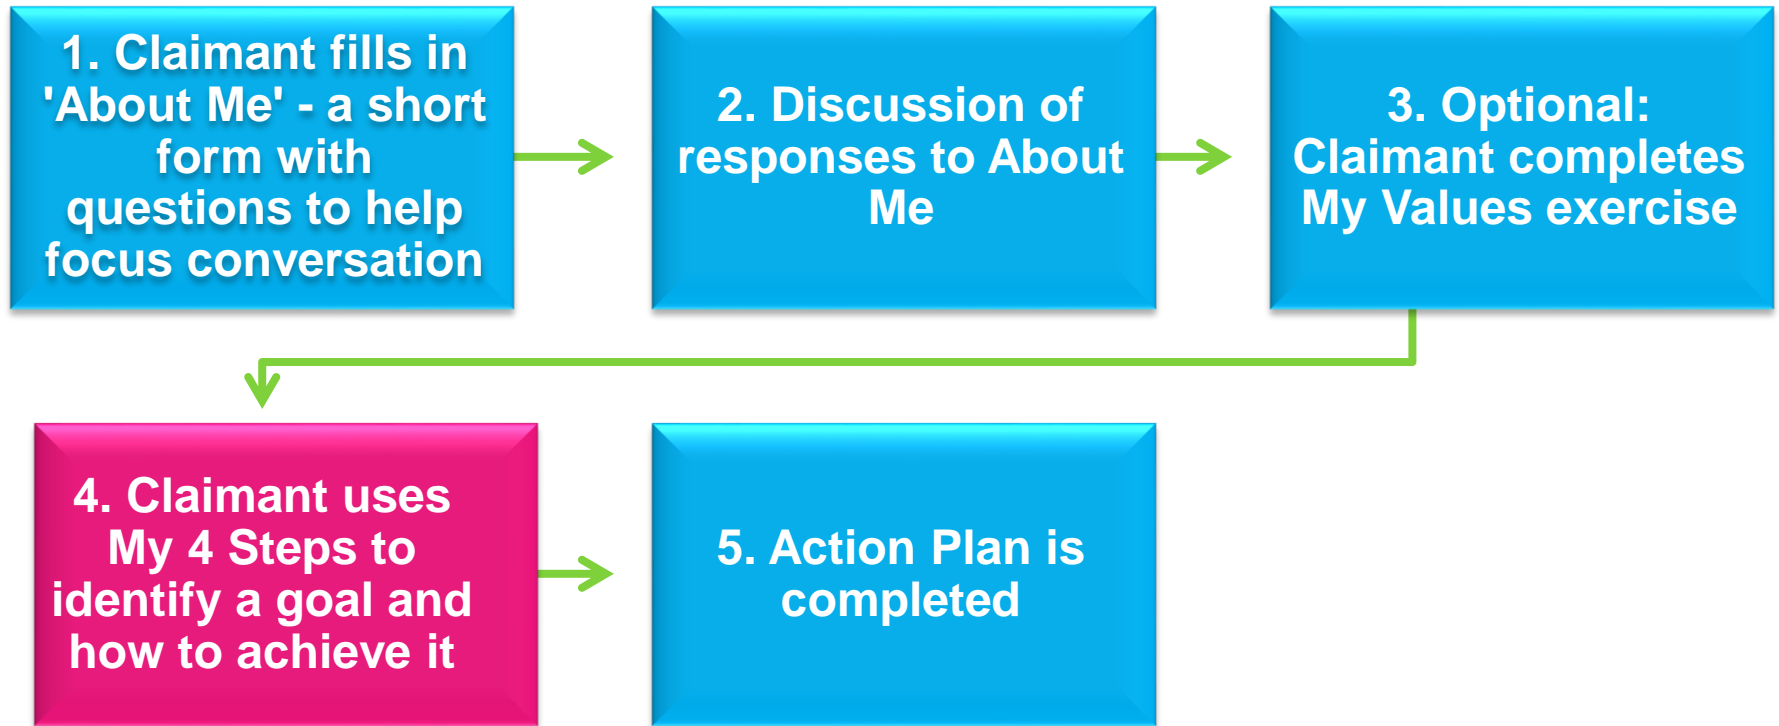 1. Claimant fills in
'About Me' - a short
form with
questions to help
focus conversation
2. Discussion of
responses to About
Me
3. Optional:
Claimant completes
My Values exercise
4. Claimant uses
My 4 Steps to
identify a goal and
how to achieve it
5. Action Plan is
completed